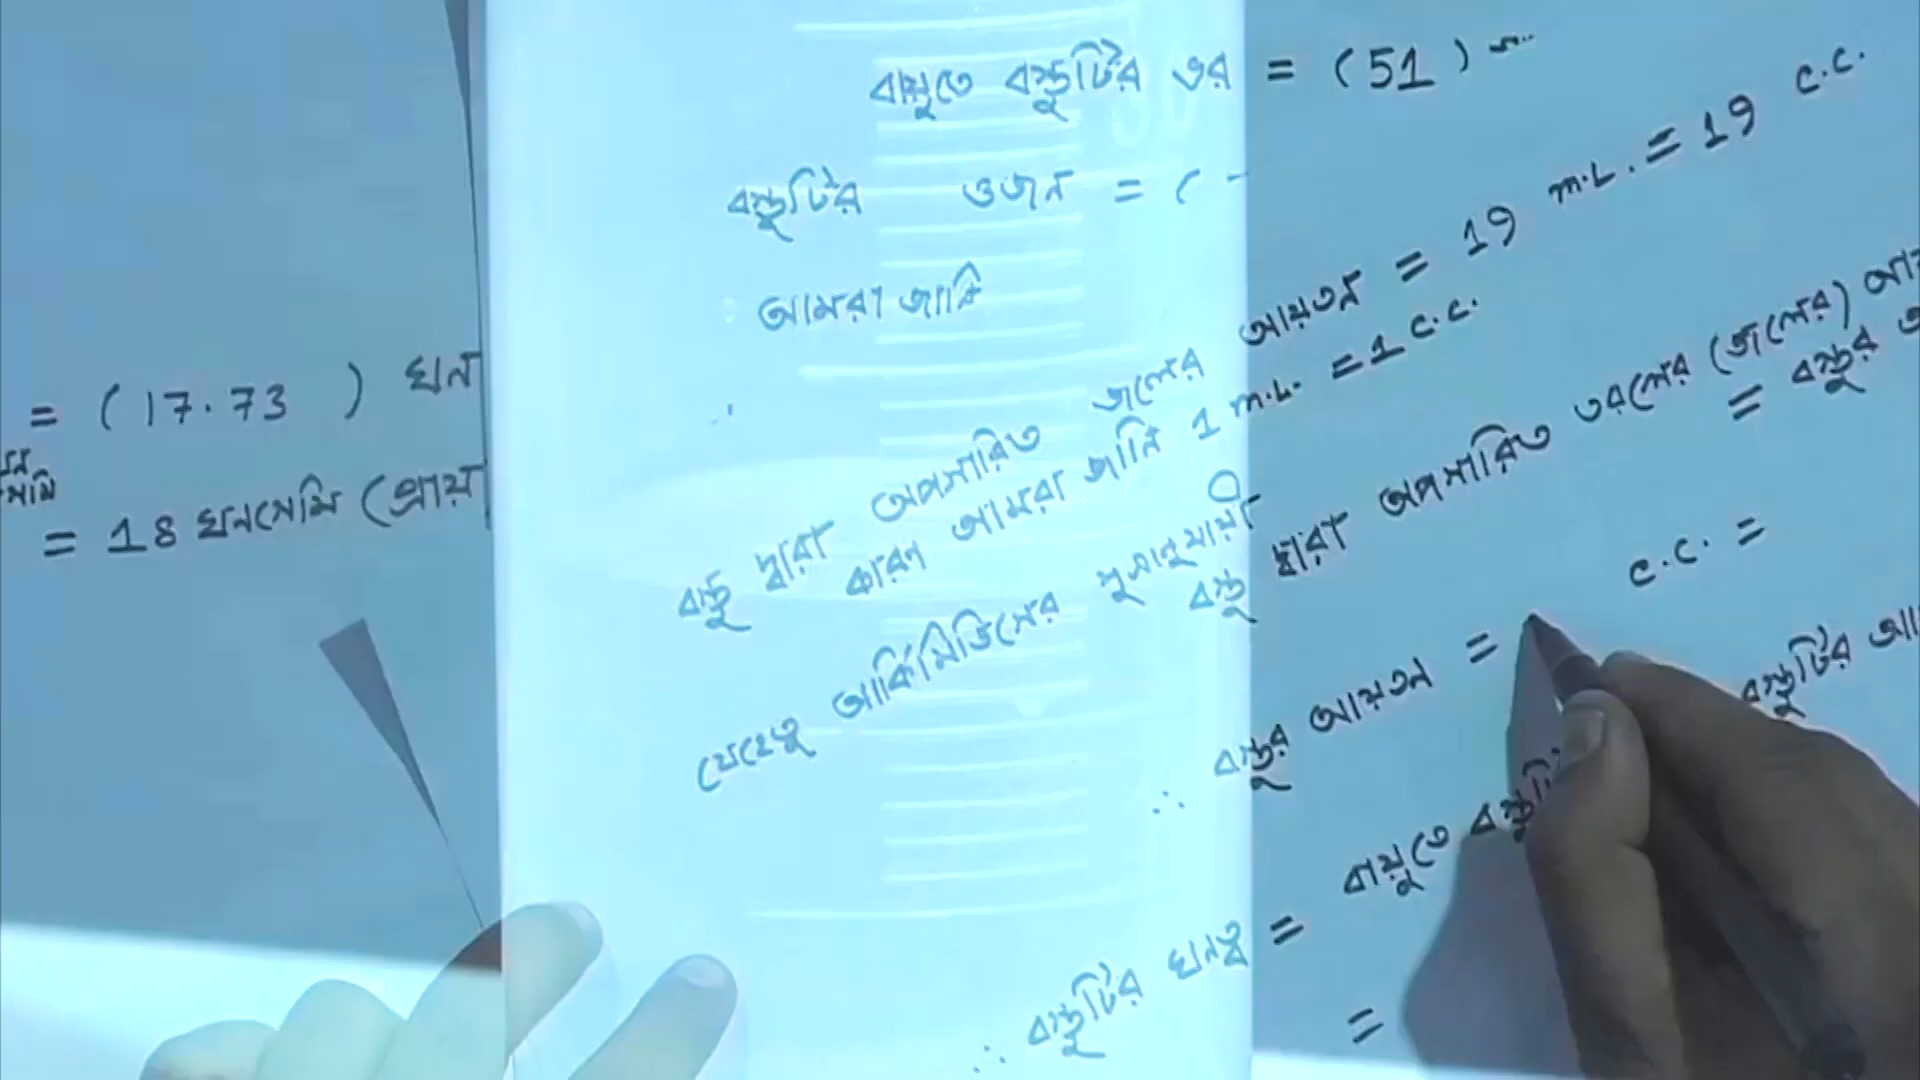 বায়ুতে বস্তুটির ভর = (51)
বস্তুটির ওজন = (
আমরা জানি
= (17.73 ) ঘন
= 18 ঘনসেমি (প্রায়
বস্তু দ্বারা অপসারিত জলের আয়তন = 19 m.L. = 19 c.c.
কারণ আমরা জানি 1 m.L. = 1 c.c.
যেহেতু আর্কিমিডিসের
বস্তু দ্বারা অপসারিত তরলের (জলের)
= বস্তুর
∴ বস্তুর আয়তন = c.c. =
∴ বস্তুটির ঘনত্ব = বায়ুতে
বস্তুটির
=